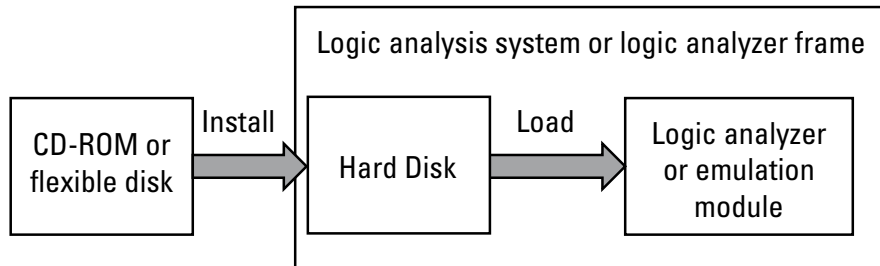 Logic analysis system or logic analyzer frame
CD-ROM or
flexible disk
Install
Hard Disk
Load
Logic analyzer
or emulation
module